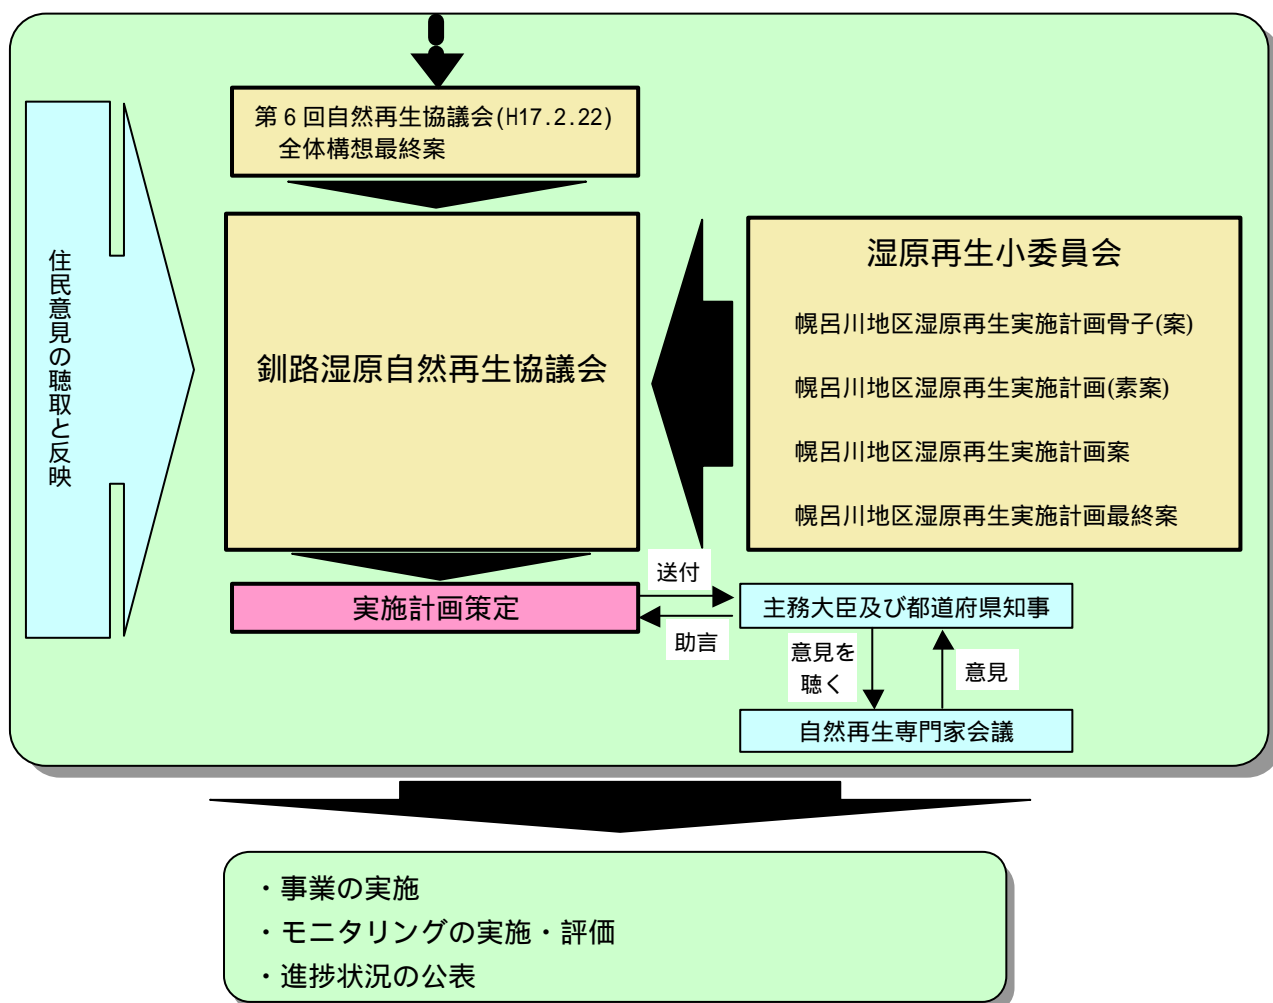 第6回自然再生協議会(H17.2.22)
全体構想最終案
住民意見の聴取と反映
釧路湿原自然再生協議会
湿原再生小委員会
幌呂川地区湿原再生実施計画骨子(案)
幌呂川地区湿原再生実施計画(素案)
幌呂川地区湿原再生実施計画案
幌呂川地区湿原再生実施計画最終案
実施計画策定
送付
助言
主務大臣及び都道府県知事
意見を
聴く
意見
自然再生専門家会議
・事業の実施
・モニタリングの実施・評価
・進捗状況の公表